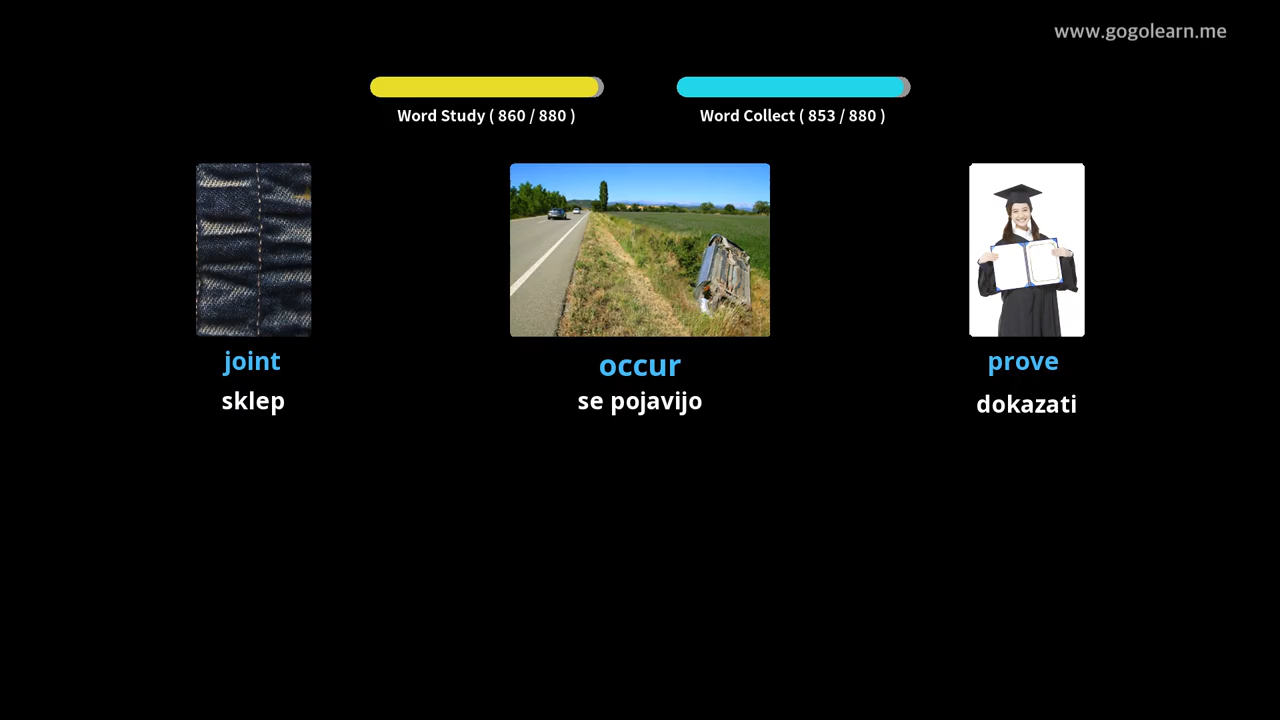 www.gogolearn.me
Word Study ( 860 / 880 )
Word Collect ( 853 / 880 )
joint
occur
prove
sklep
se pojavijo
dokazati